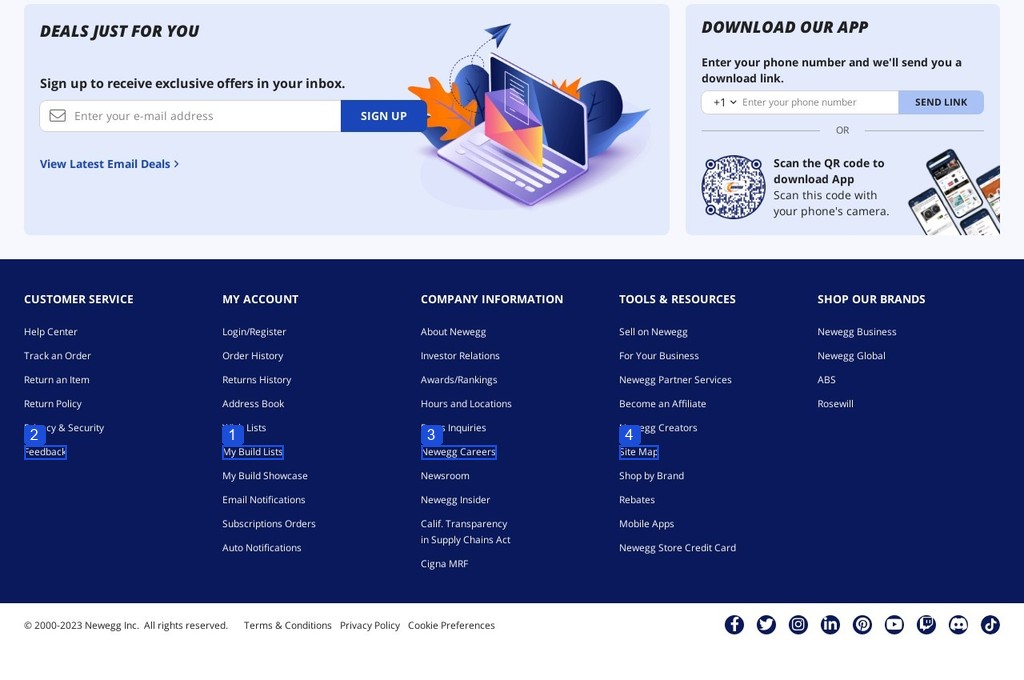 DEALS JUST FOR YOU
Sign up to receive exclusive offers in your inbox.
Enter your e-mail address
SIGN UP
View Latest Email Deals
DOWNLOAD OUR APP
Enter your phone number and we'll send you a
download link.
+1 Enter your phone number
SEND LINK
OR
Scan the QR code to
download App
Scan this code with
your phone's camera.
CUSTOMER SERVICE
Help Center
Track an Order
Return an Item
Return Policy
& Security
2
Feedback
MY ACCOUNT
Login/Register
Order History
Returns History
Address Book
Lists
1
My Build Lists
My Build Showcase
Email Notifications
Subscriptions Orders
Auto Notifications
COMPANY INFORMATION
About Newegg
Investor Relations
Awards/Rankings
Hours and Locations
Inquiries
3
Newegg Careers
Newsroom
Newegg Insider
Calif. Transparency
in Supply Chains Act
Cigna MRF
TOOLS & RESOURCES
Sell on Newegg
For Your Business
Newegg Partner Services
Become an Affiliate
Creators
4
Site Map
Shop by Brand
Rebates
Mobile Apps
Newegg Store Credit Card
SHOP OUR BRANDS
Newegg Business
Newegg Global
ABS
Rosewill
© 2000-2023 Newegg Inc. All rights reserved. Terms & Conditions Privacy Policy Cookie Preferences